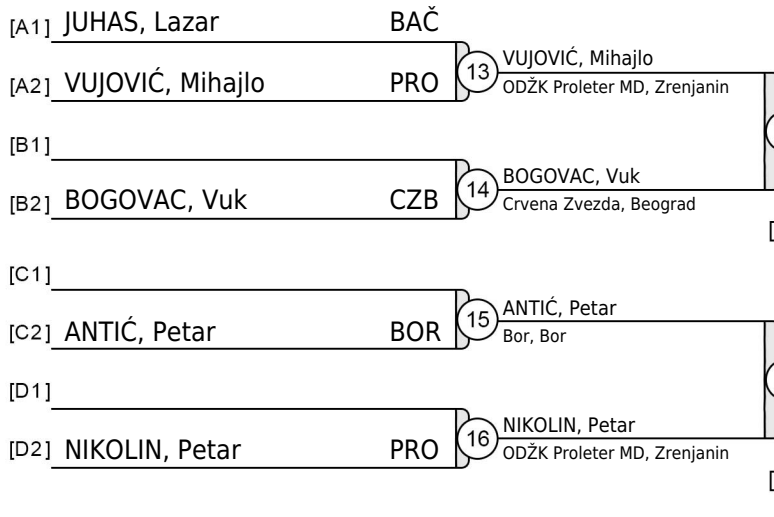 [A1] JUHAS, Lazar BAČ
[A2] VUJOVIĆ, Mihajlo PRO
13 VUJOVIĆ, Mihajlo
ODŽK Proleter MD, Zrenjanin
[B1]
[B2] BOGOVAC, Vuk CZB
14 BOGOVAC, Vuk
Crvena Zvezda, Beograd
[
[C1]
[C2] ANTIĆ, Petar BOR
15 ANTIĆ, Petar
Bor, Bor
[D1]
[D2] NIKOLIN, Petar PRO
16 NIKOLIN, Petar
ODŽK Proleter MD, Zrenjanin
[